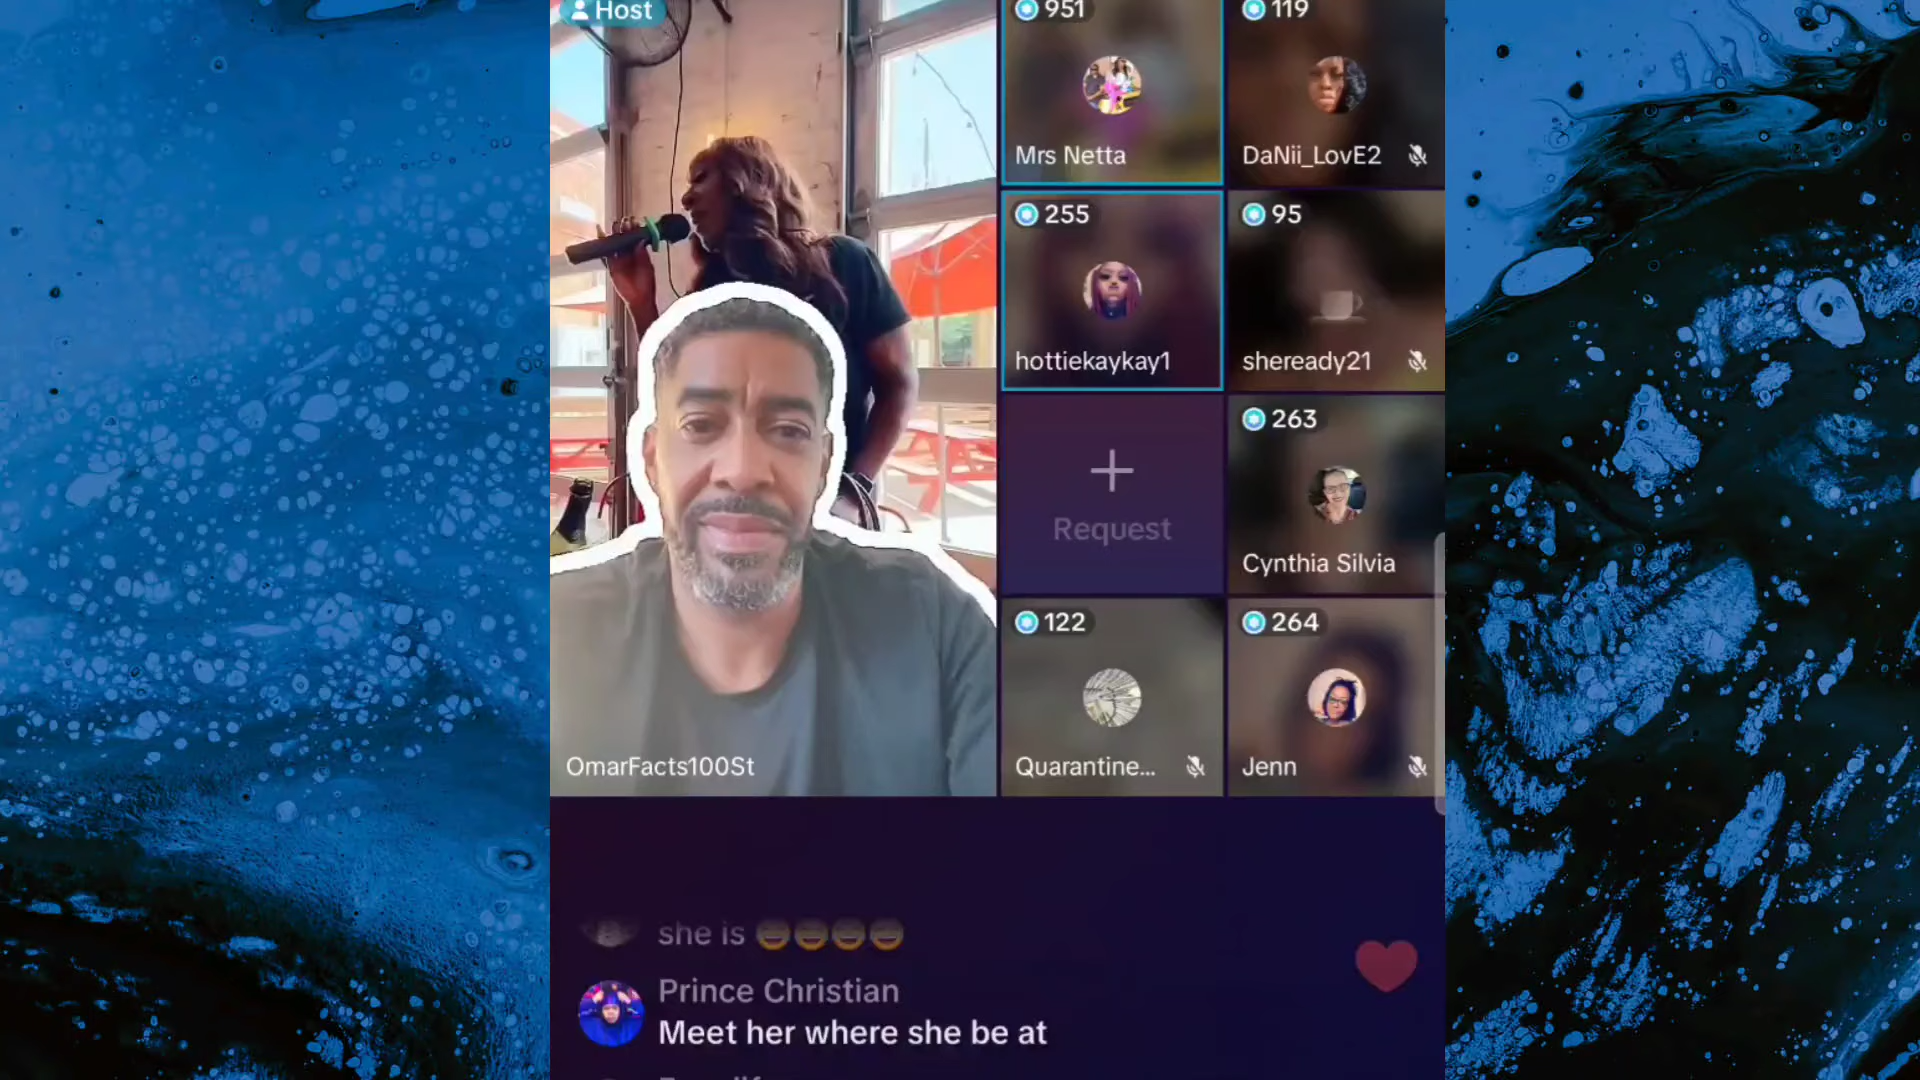 Host
951
119
Mrs Netta
DaNii_LovE2
255
95
hottiekaykay1
sheready21
Request
263
Cynthia Silvia
122
264
OmarFacts100St
Quarantine...
Jenn
she is 😄😄😄😄
Prince Christian
Meet her where she be at